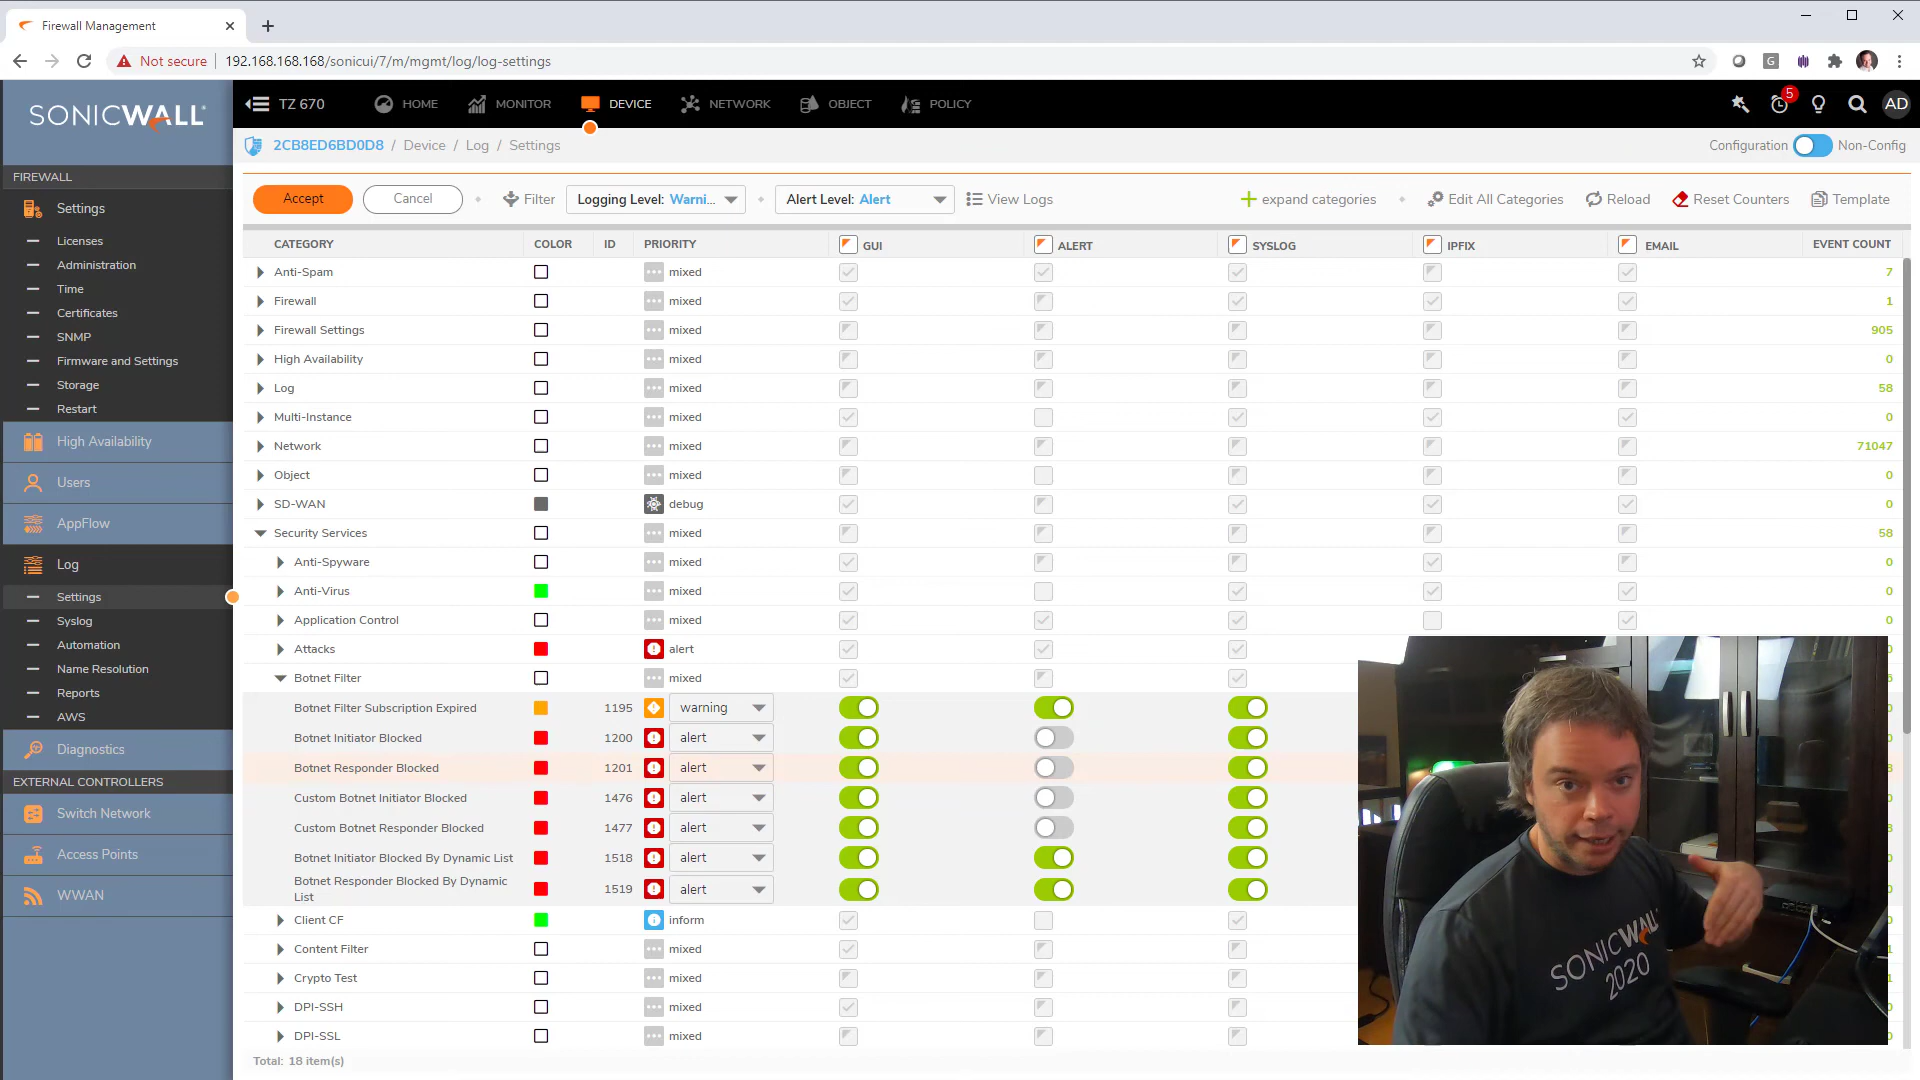 Firewall Management
Not secure 192.168.168.168/sonicui/7/m/mgmt/log/log-settings
SONICWALL
TZ 670 HOME MONITOR DEVICE NETWORK OBJECT POLICY 5 AD
2CB8ED6BD0D8 / Device / Log / Settings Configuration Non-Config
FIREWALL
Settings
Licenses
Administration
Time
Certificates
SNMP
Firmware and Settings
Storage
Restart
High Availability
Users
AppFlow
Log
Settings
Syslog
Automation
Name Resolution
Reports
AWS
Diagnostics
EXTERNAL CONTROLLERS
Switch Network
Access Points
WWAN
Accept Cancel Filter Logging Level: Warni... Alert Level: Alert View Logs expand categories Edit All Categories Reload Reset Counters Template
CATEGORY COLOR ID PRIORITY GUI ALERT SYSLOG IPFIX EMAIL EVENT COUNT
Anti-Spam mixed 7
Firewall mixed 1
Firewall Settings mixed 905
High Availability mixed 0
Log mixed 58
Multi-Instance mixed 0
Network mixed 71047
Object mixed 0
SD-WAN debug 0
Security Services mixed 58
Anti-Spyware mixed 0
Anti-Virus mixed 0
Application Control mixed 0
Attacks alert
Botnet Filter mixed
Botnet Filter Subscription Expired 1195 warning
Botnet Initiator Blocked 1200 alert
Botnet Responder Blocked 1201 alert
Custom Botnet Initiator Blocked 1476 alert
Custom Botnet Responder Blocked 1477 alert
Botnet Initiator Blocked By Dynamic List 1518 alert
Botnet Responder Blocked By Dynamic
List 1519 alert
Client CF inform
Content Filter mixed
Crypto Test mixed
DPI-SSH mixed
DPI-SSL mixed
Total: 18 item(s)
SONICWALL
2020